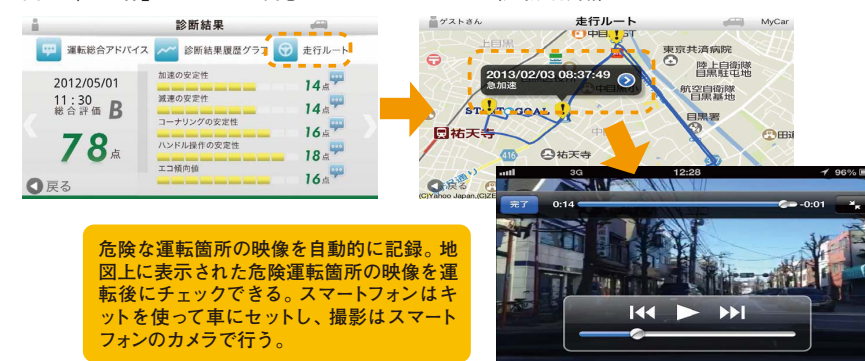 診断結果
運転総合アドバイス
診断結果履歴グラフ
走行ルート
2012/05/01
11:30
総合評価 B
78点
加速の安定性
14点
減速の安定性
14点
コーナリングの安定性
16点
ハンドル操作の安定性
18点
エコ傾向値
16点
戻る
ゲストさん
走行ルート
MyCar
上目黒
東京共済病院
陸上自衛隊
目黒駐屯地
航空自衛隊
目黒基地
目黒署
2013/02/03 08:37:49
急加速
祐天寺
416
祐天寺
戻る
3G
12:28
96%
完了
0:14
-0:01
危険な運転箇所の映像を自動的に記録。地
図上に表示された危険運転箇所の映像を運
転後にチェックできる。スマートフォンはキ
ットを使って車にセットし、撮影はスマート
フォンのカメラで行う。